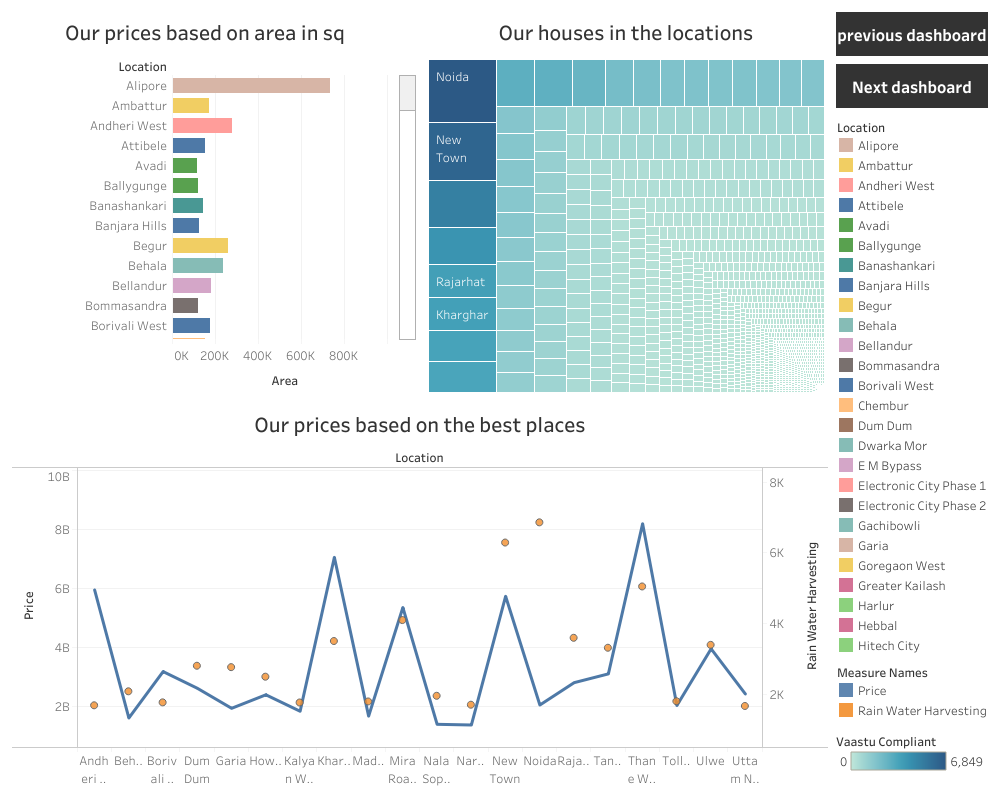 Our prices based on area in sq
Location
Alipore
Ambattur
Andheri West
Attibele
Avadi
Ballygunge
Banashankari
Banjara Hills
Begur
Behala
Bellandur
Bommasandra
Borivali West
0K 200K 400K 600K 800K
Area
Our houses in the locations
Noida
New
Town
Rajarhat
Kharghar
previous dashboard
Next dashboard
Location
Alipore
Ambattur
Andheri West
Attibele
Avadi
Ballygunge
Banashankari
Banjara Hills
Begur
Behala
Bellandur
Bommasandra
Borivali West
Chembur
Dum Dum
Dwarka Mor
E M Bypass
Electronic City Phase 1
Electronic City Phase 2
Gachibowli
Garia
Goregaon West
Greater Kailash
Harlur
Hebbal
Hitech City
Measure Names
Price
Rain Water Harvesting
Vaastu Compliant
0 6,849
Our prices based on the best places
Location
10B
8B
6B
4B
2B
Price
8K
6K
4K
2K
Rain Water Harvesting
Andh Beh.. Boriv Dum Garia How.. Kalya Khar.. Mad.. Mira Nala Nar.. New Noida Raja.. Tan.. Than Toll.. Ulwe Utta
eri .. ali .. Dum n W.. Roa.. Sop.. Town e W.. m N..